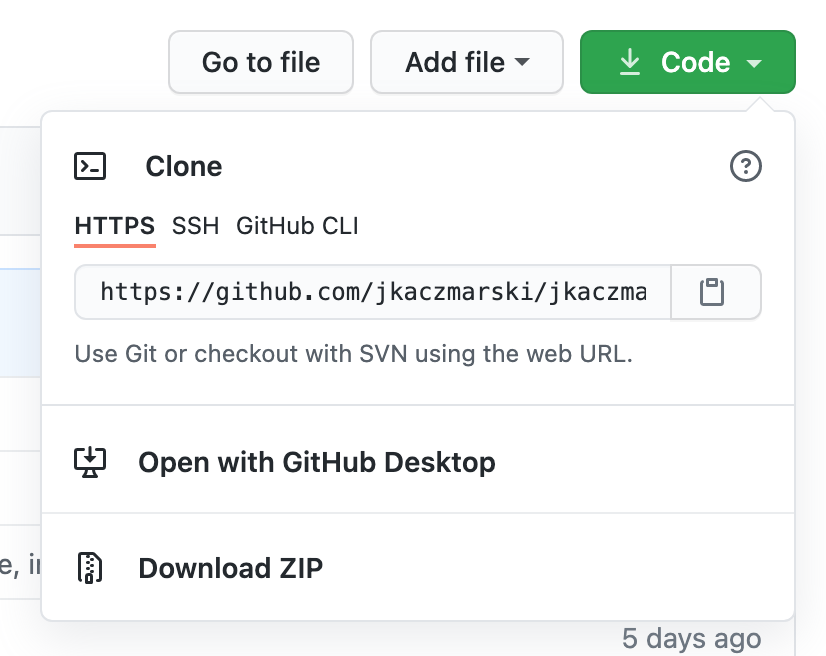 Go to file Add file Code
Clone
HTTPS SSH GitHub CLI
https://github.com/jkaczmarski/jkaczma
Use Git or checkout with SVN using the web URL.
Open with GitHub Desktop
Download ZIP
5 days ago